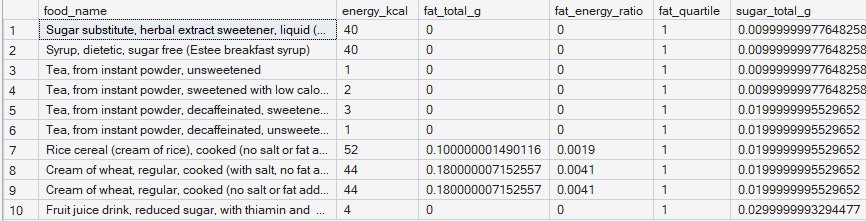 food_name energy_kcal fat_total_g fat_energy_ratio fat_quartile sugar_total_g
1 Sugar substitute, herbal extract sweetener, liquid (... 40 0 0 1 0.00999999977648258
2 Syrup, dietetic, sugar free (Estee breakfast syrup) 40 0 0 1 0.00999999977648258
3 Tea, from instant powder, unsweetened 1 0 0 1 0.00999999977648258
4 Tea, from instant powder, sweetened with low calo... 2 0 0 1 0.00999999977648258
5 Tea, from instant powder, decaffeinated, sweetene... 3 0 0 1 0.0199999995529652
6 Tea, from instant powder, decaffeinated, unsweete... 1 0 0 1 0.0199999995529652
7 Rice cereal (cream of rice), cooked (no salt or fat a... 52 0.100000001490116 0.0019 1 0.0199999995529652
8 Cream of wheat, regular, cooked (with salt, no fat a... 44 0.180000007152557 0.0041 1 0.0199999995529652
9 Cream of wheat, regular, cooked (no salt or fat add... 44 0.180000007152557 0.0041 1 0.0199999995529652
10 Fruit juice drink, reduced sugar, with thiamin and ... 4 0 0 1 0.0299999993294477